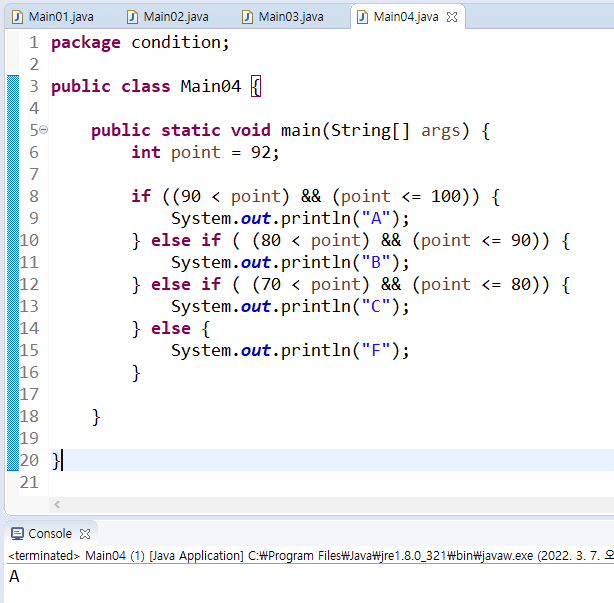 Main01.java Main02.java Main03.java Main04.java
1 package condition;
2
3 public class Main04 {
4
5 public static void main(String[] args) {
6 int point = 92;
7
8 if ((90 < point) && (point <= 100)) {
9 System.out.println("A");
10 } else if ( (80 < point) && (point <= 90)) {
11 System.out.println("B");
12 } else if ( (70 < point) && (point <= 80)) {
13 System.out.println("C");
14 } else {
15 System.out.println("F");
16 }
17
18 }
19
20 }
21
Console
<terminated> Main04 (1) [Java Application] C:₩Program Files₩Java₩jre1.8.0_321₩bin₩javaw.exe (2022. 3. 7. 오
A